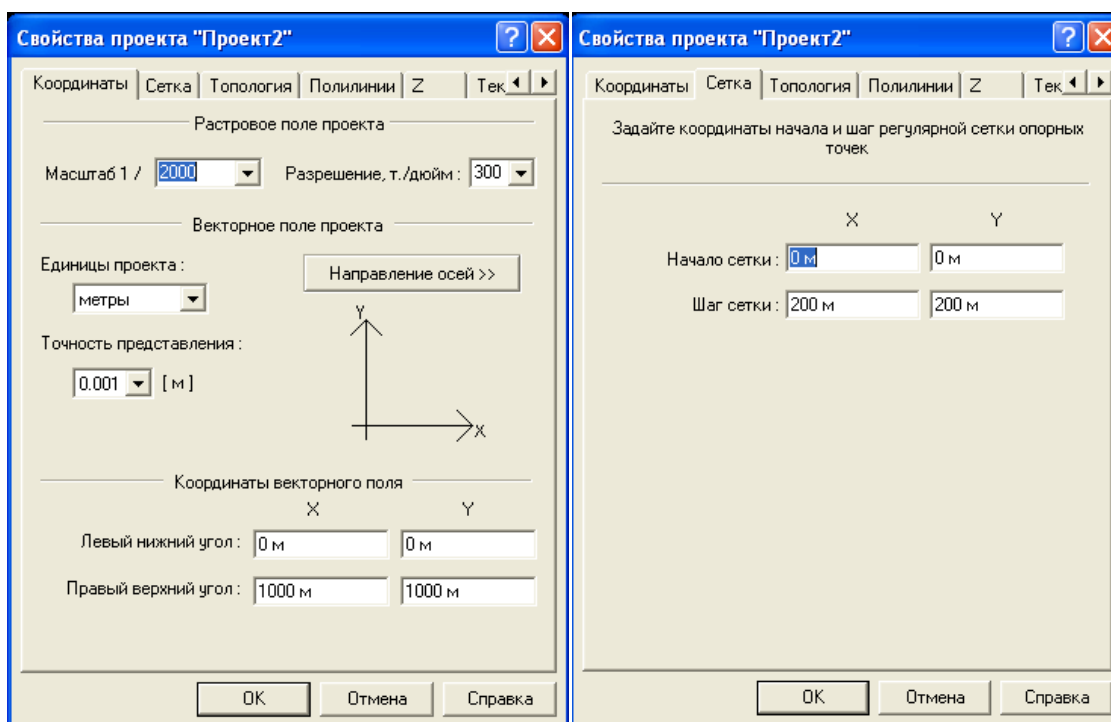 Свойства проекта "Проект2"
Координаты Сетка Топология Полилинии Z Тек
Растровое поле проекта
Масштаб 1 / 2000 Разрешение, т./дюйм : 300
Векторное поле проекта
Единицы проекта :
Направление осей >>
метры
Y
Точность представления :
0.001 [ м ]
X
Координаты векторного поля
X Y
Левый нижний угол : 0 м 0 м
Правый верхний угол : 1000 м 1000 м
OK Отмена Справка
Свойства проекта "Проект2"
Координаты Сетка Топология Полилинии Z Тек
Задайте координаты начала и шаг регулярной сетки опорных
точек
X Y
Начало сетки : 0 м 0 м
Шаг сетки : 200 м 200 м
OK Отмена Справка